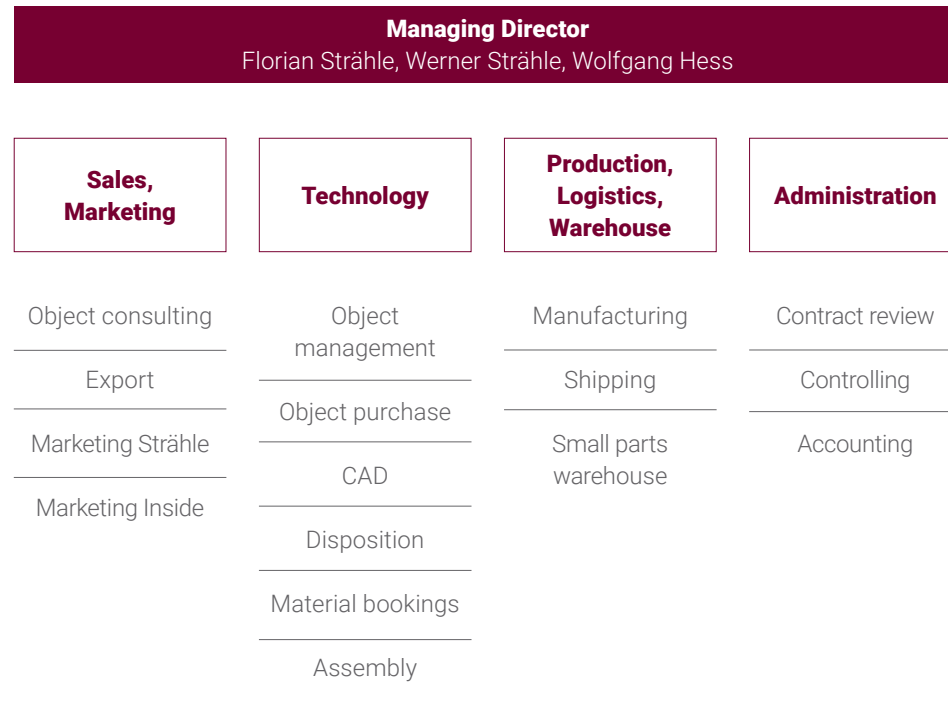 Managing Director
Florian Strähle, Werner Strähle, Wolfgang Hess
Sales,
Marketing
Object consulting
Export
Marketing Strähle
Marketing Inside
Technology
Object
management
Object purchase
CAD
Disposition
Material bookings
Assembly
Production,
Logistics,
Warehouse
Manufacturing
Shipping
Small parts
warehouse
Administration
Contract review
Controlling
Accounting